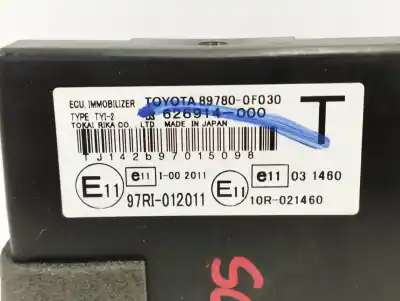 ECU, IMMOBILIZER TOYOTA 89780-0F030
TYPE TYI-2 626914-000
TOKAI RIKA CO., LTD MADE IN JAPAN
T
TJ142b97015098
E11 e11 I-00 2011 E11 e11 03 1460
97RI-012011 10R-021460